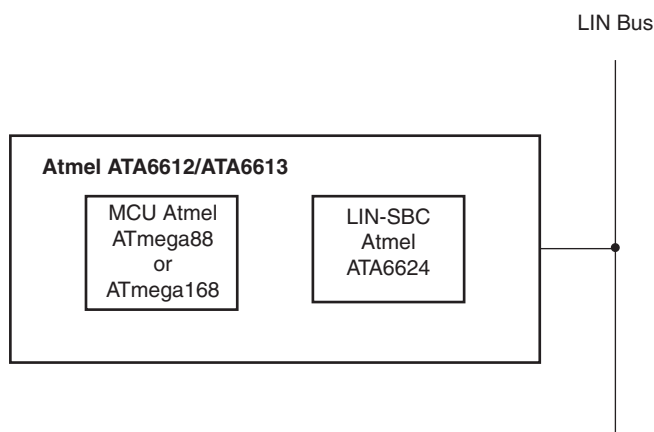 LIN Bus
Atmel ATA6612/ATA6613
MCU Atmel
ATmega88
or
ATmega168
LIN-SBC
Atmel
ATA6624